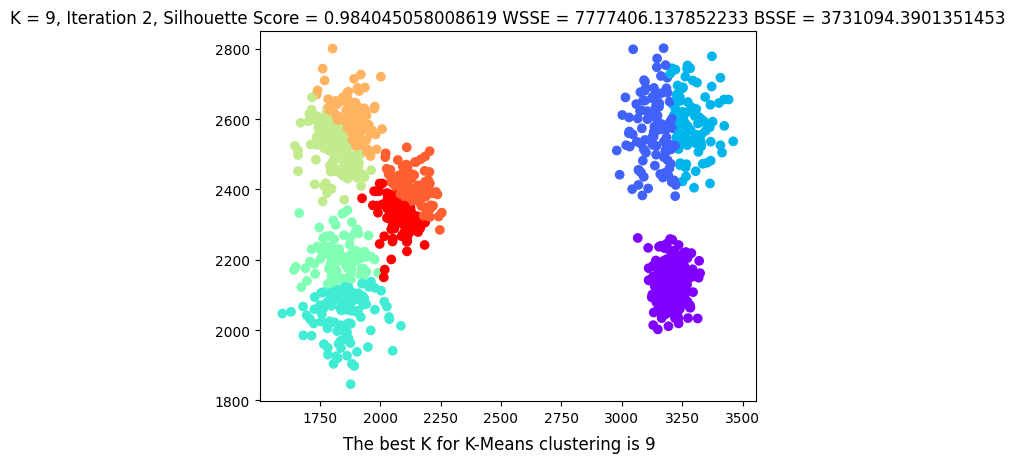 K = 9, Iteration 2, Silhouette Score = 0.984045058008619 WSSE = 7777406.137852233 BSSE = 3731094.3901351453
2800
2600
2400
2200
2000
1800
1750 2000 2250 2500 2750 3000 3250 3500
The best K for K-Means clustering is 9